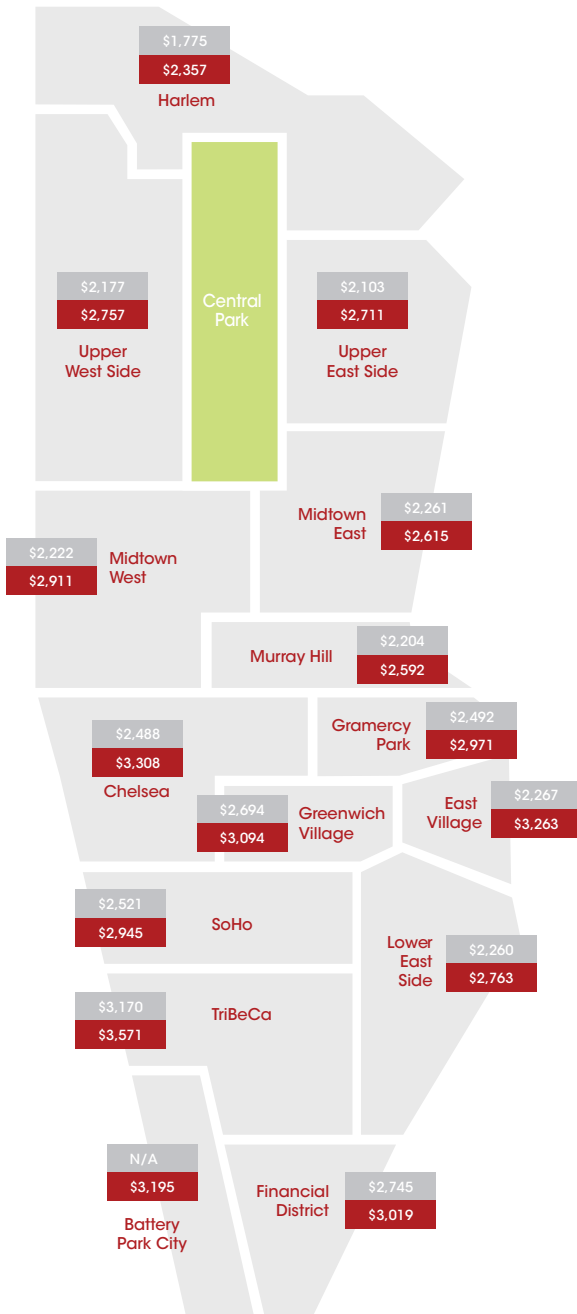 $1,775
$2,357
Harlem
$2,177
$2,757
Upper
West Side
Central
Park
$2,103
$2,711
Upper
East Side
Midtown
East
$2,261
$2,615
$2,222
$2,911
Midtown
West
Murray Hill
$2,204
$2,592
Gramercy
Park
$2,492
$2,971
$2,488
$3,308
Chelsea
$2,694
$3,094
Greenwich
Village
East
Village
$2,267
$3,263
$2,521
$2,945
SoHo
Lower
East
Side
$2,260
$2,763
$3,170
$3,571
TriBeCa
N/A
$3,195
Battery
Park City
Financial
District
$2,745
$3,019